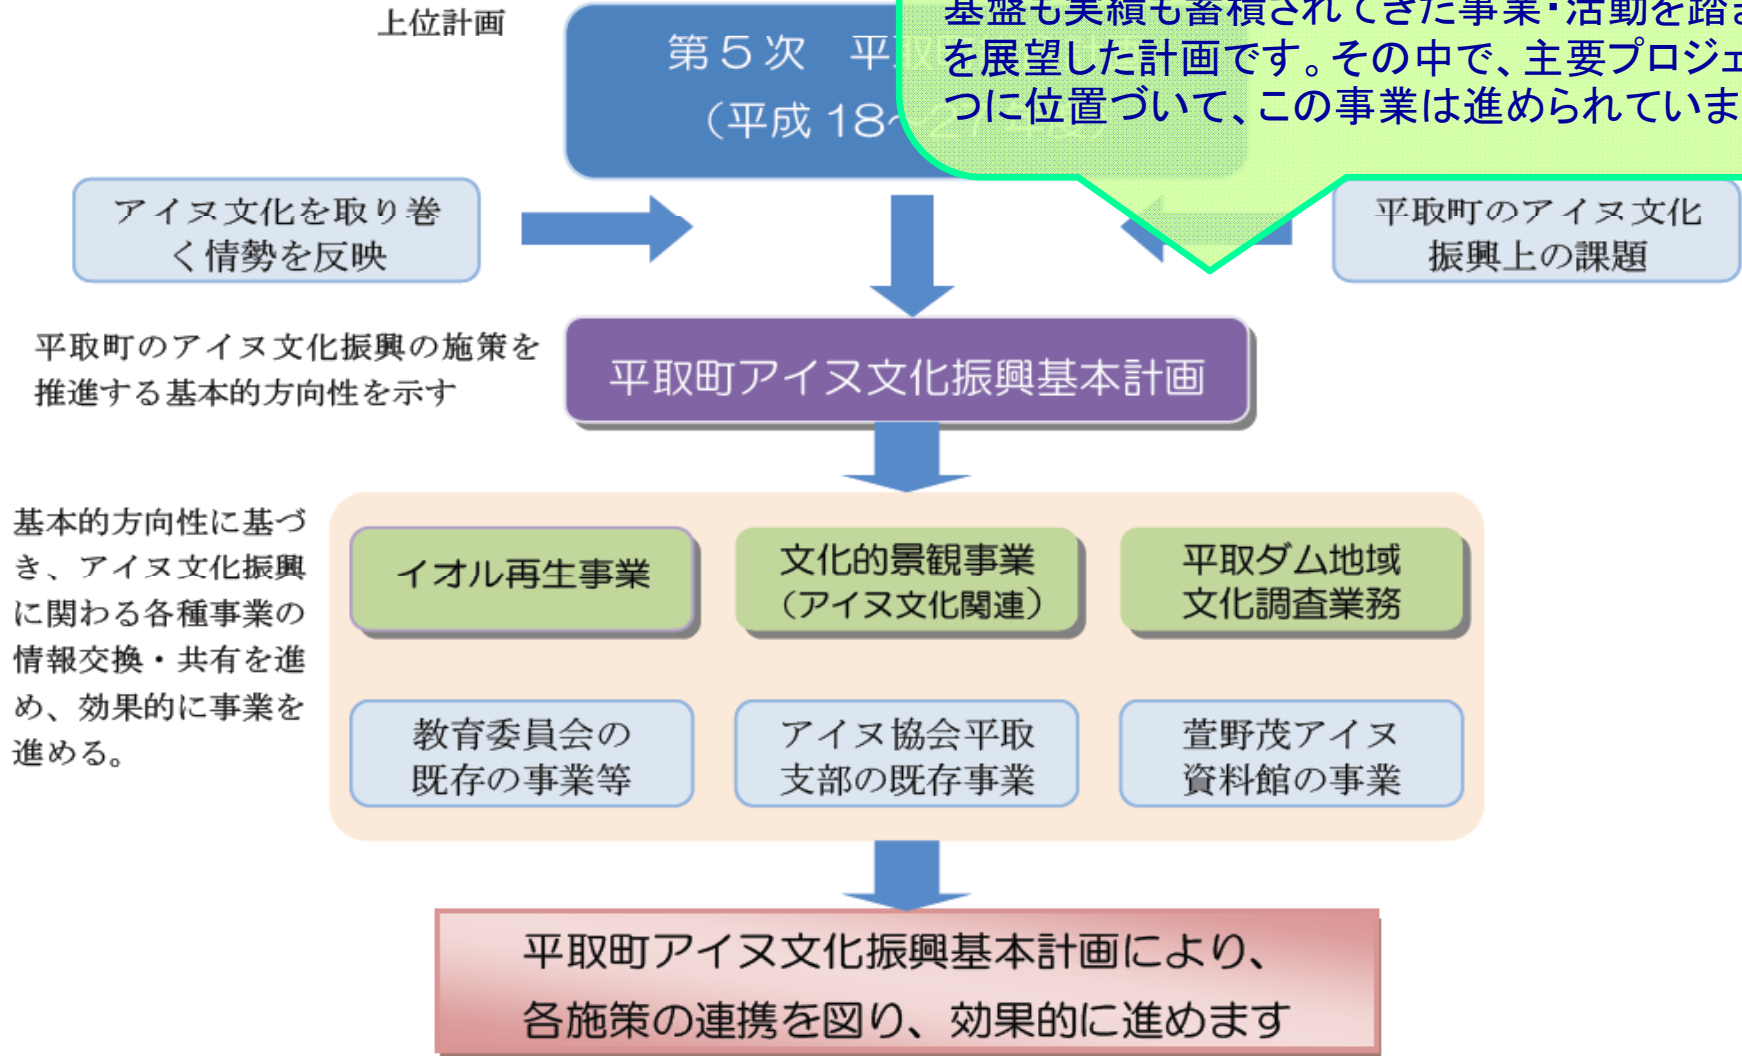 上位計画
第5次 平取
(平成 18~27年度)
基盤も実績も蓄積されてきた事業・活動を踏ま
を展望した計画です。その中で、主要プロジェ
つに位置づいて、この事業は進められていま
アイヌ文化を取り巻
く情勢を反映
平取町のアイヌ文化
振興上の課題
平取町のアイヌ文化振興の施策を
推進する基本的方向性を示す
平取町アイヌ文化振興基本計画
基本的方向性に基づ
き、アイヌ文化振興
に関わる各種事業の
情報交換・共有を進
め、効果的に事業を
進める。
イオル再生事業
文化的景観事業
(アイヌ文化関連)
平取ダム地域
文化調査業務
教育委員会の
既存の事業等
アイヌ協会平取
支部の既存事業
萱野茂アイヌ
資料館の事業
平取町アイヌ文化振興基本計画により、
各施策の連携を図り、効果的に進めます